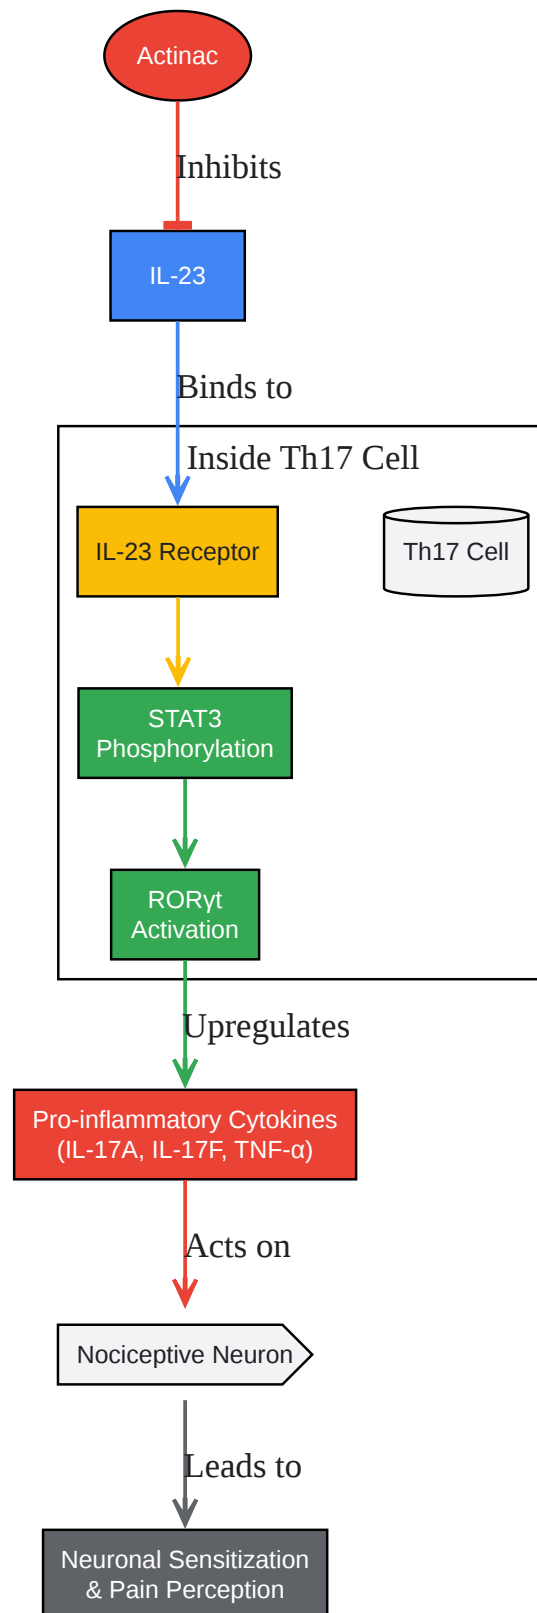 Actinac
Inhibits
IL-23
Binds to
Inside Th17 Cell
IL-23 Receptor
Th17 Cell
STAT3
Phosphorylation
RORγt
Activation
Upregulates
Pro-inflammatory Cytokines
(IL-17A, IL-17F, TNF-α)
Acts on
Nociceptive Neuron
Leads to
Neuronal Sensitization
& Pain Perception